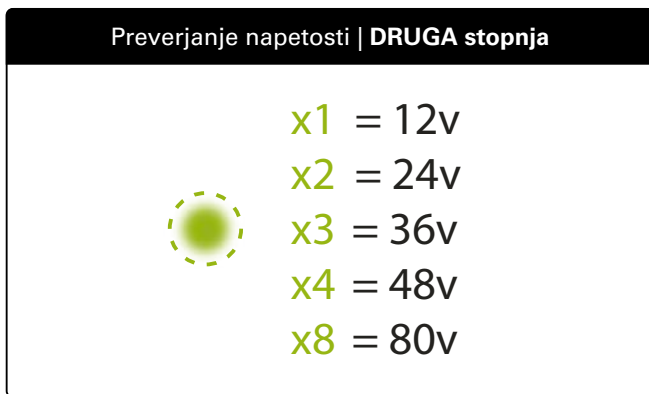 Preverjanje napetosti | DRUGA stopnja
x1 = 12v
x2 = 24v
x3 = 36v
x4 = 48v
x8 = 80v